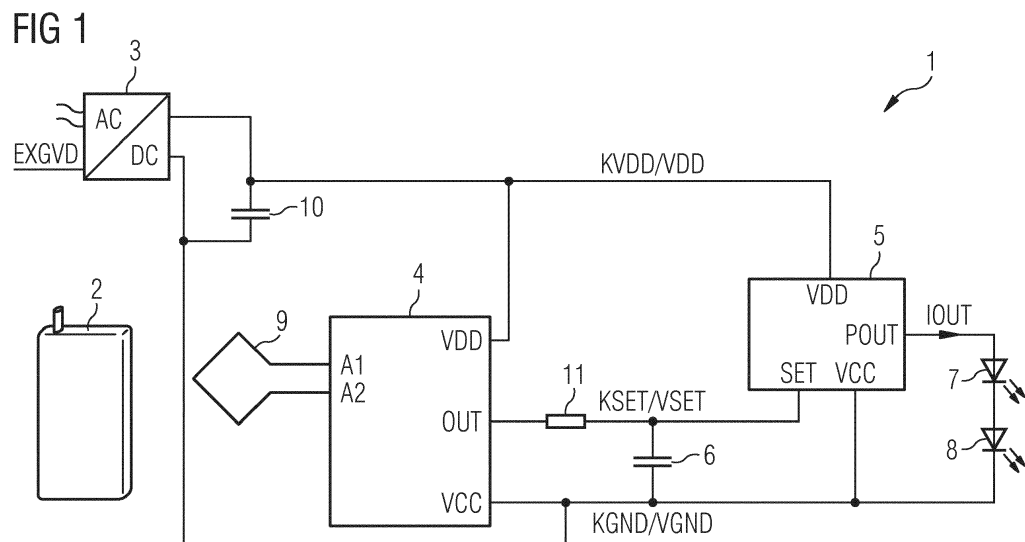 FIG 1
3
1
AC
DC
EXGVD
KVDD/VDD
10
5
4
2
9
VDD
VDD
IOUT
POUT
A1
A2
SET
VCC
7
11
KSET/VSET
OUT
6
8
VCC
KGND/VGND